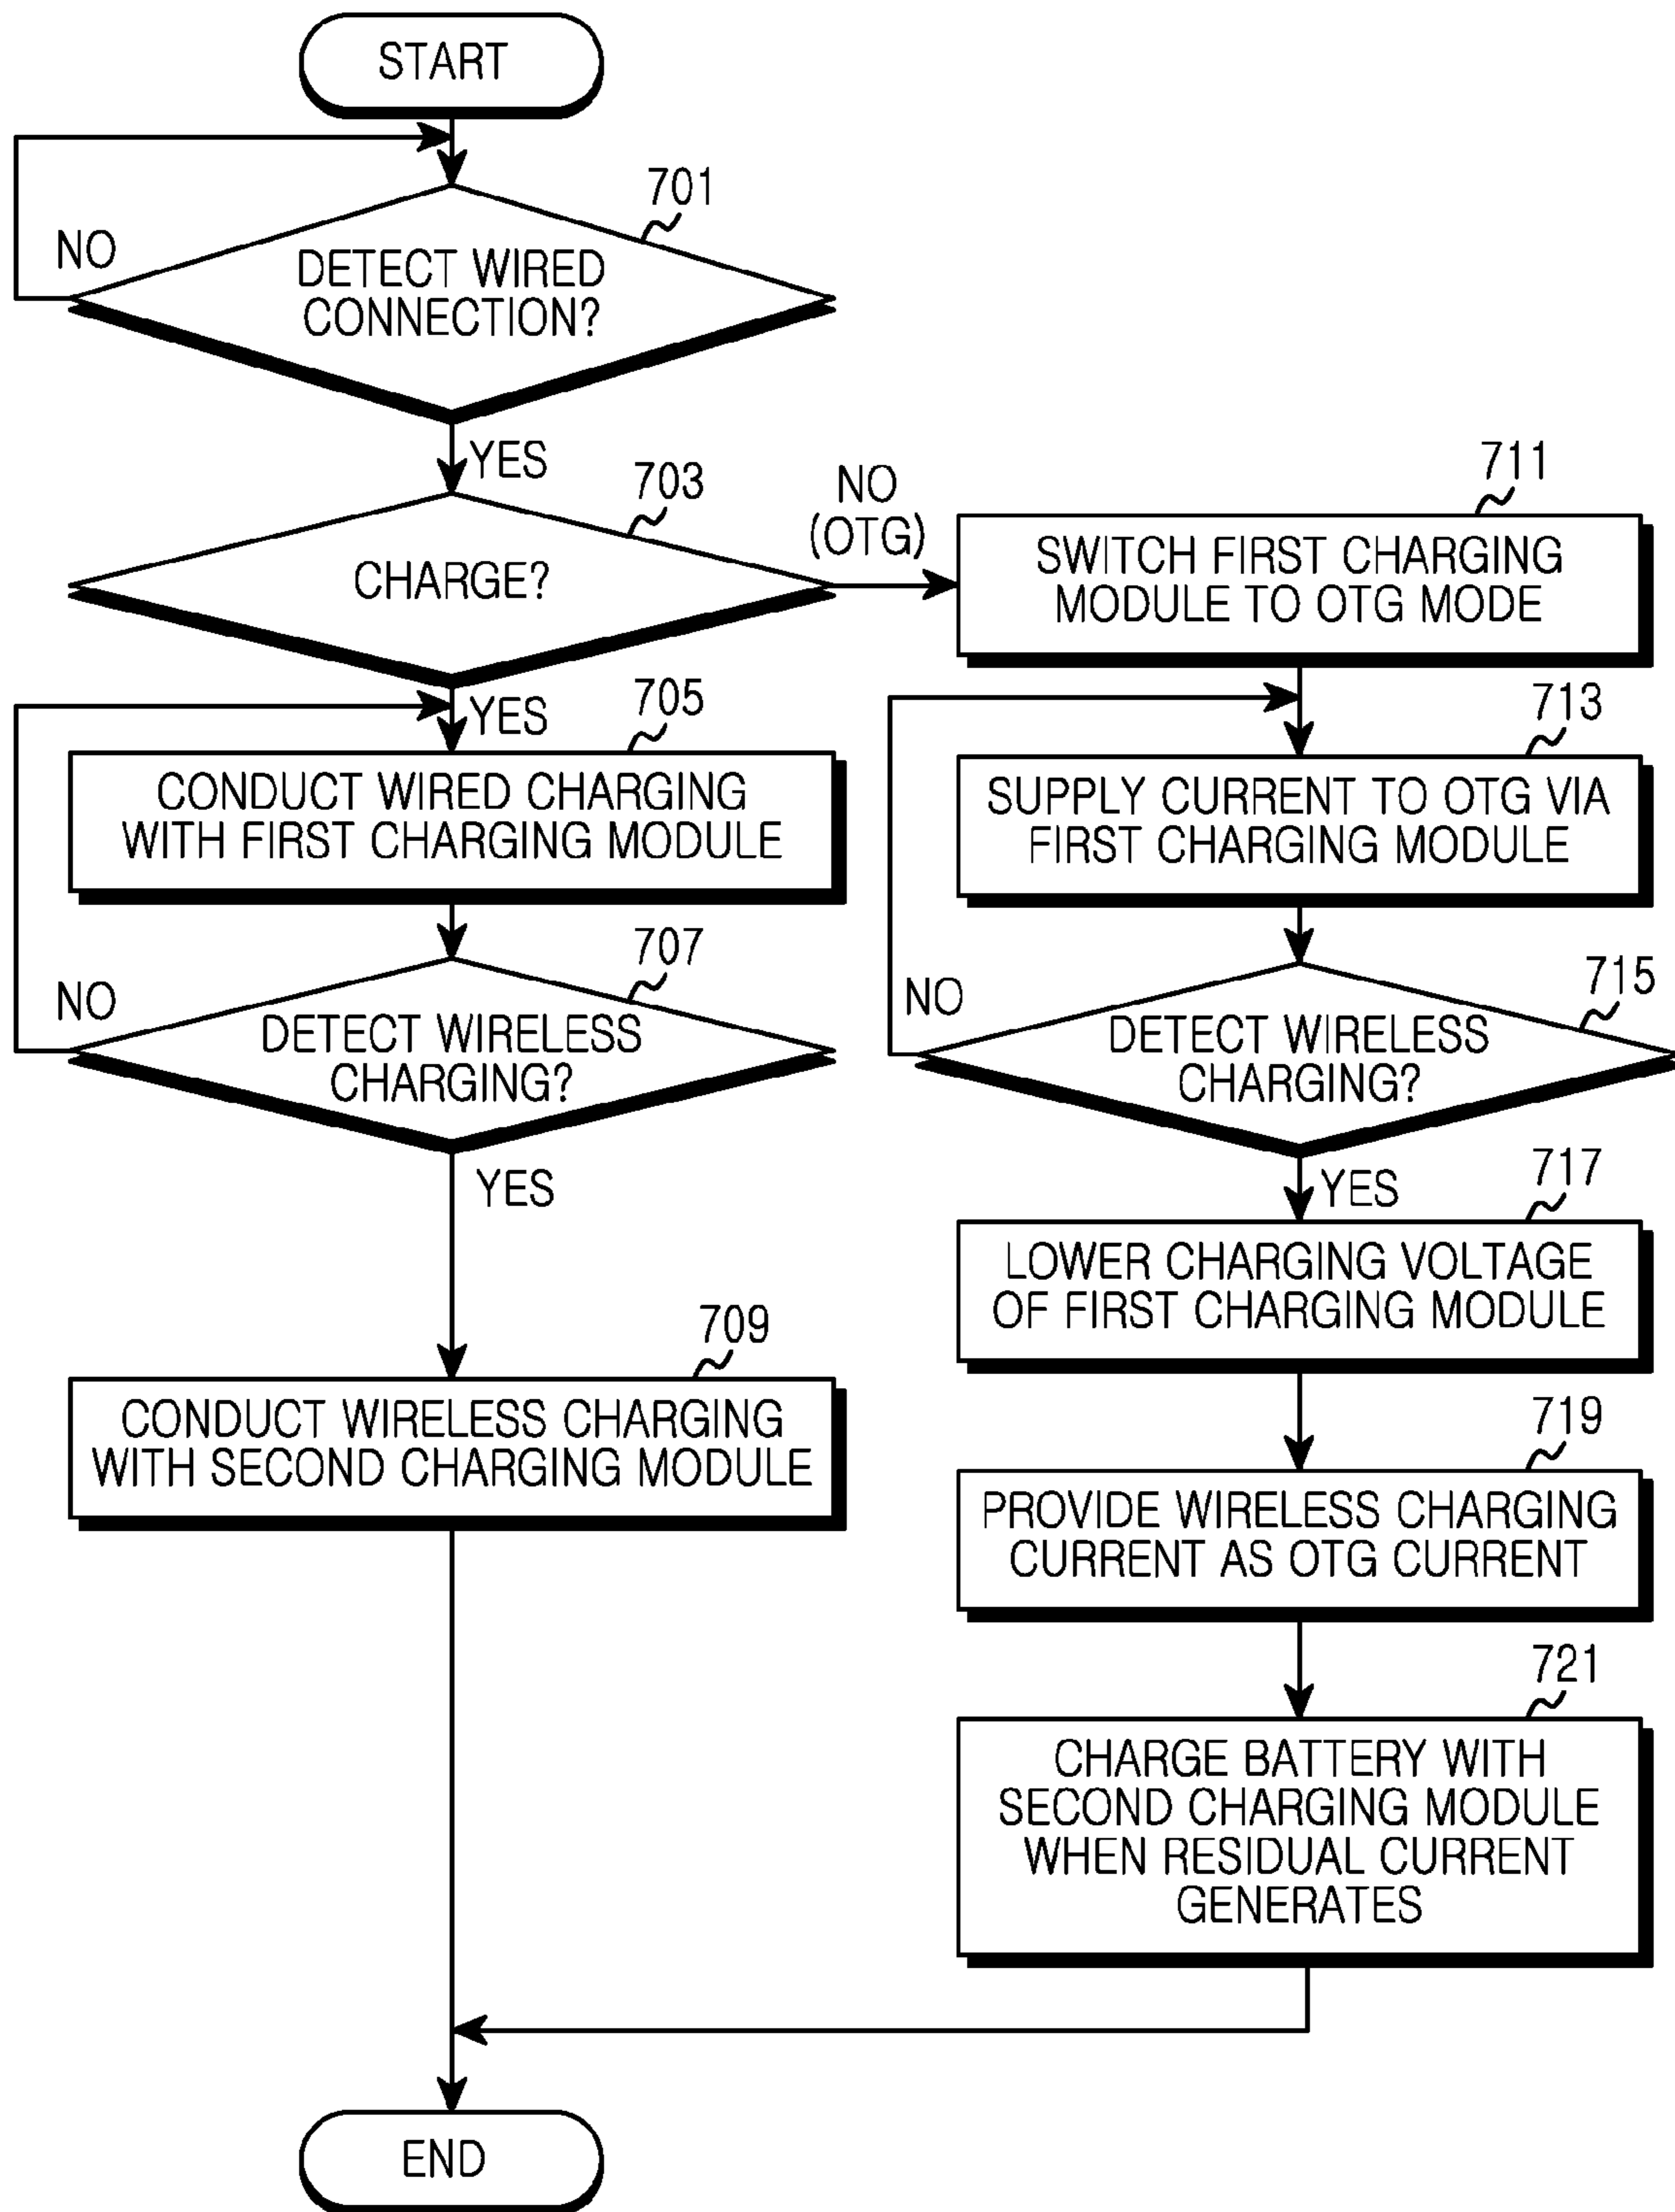 START
701
NO
DETECT WIRED
CONNECTION?
YES
703
NO
(OTG)
CHARGE?
YES
705
CONDUCT WIRED CHARGING
WITH FIRST CHARGING MODULE
707
NO
DETECT WIRELESS
CHARGING?
YES
709
CONDUCT WIRELESS CHARGING
WITH SECOND CHARGING MODULE
711
SWITCH FIRST CHARGING
MODULE TO OTG MODE
713
SUPPLY CURRENT TO OTG VIA
FIRST CHARGING MODULE
715
NO
DETECT WIRELESS
CHARGING?
YES
717
LOWER CHARGING VOLTAGE
OF FIRST CHARGING MODULE
719
PROVIDE WIRELESS CHARGING
CURRENT AS OTG CURRENT
721
CHARGE BATTERY WITH
SECOND CHARGING MODULE
WHEN RESIDUAL CURRENT
GENERATES
END